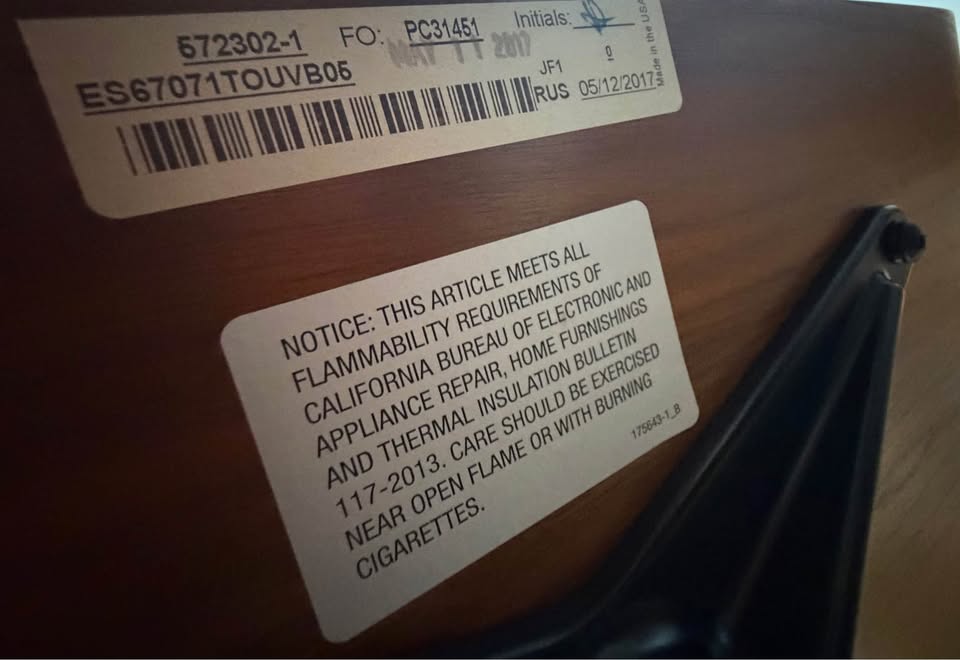 572302-1 FO: PC31451 Initials:
MAY 11 2017
ES67071TOUVB05 JF1 0
RUS 05/12/2017
Made in the USA
NOTICE: THIS ARTICLE MEETS ALL
FLAMMABILITY REQUIREMENTS OF
CALIFORNIA BUREAU OF ELECTRONIC AND
APPLIANCE REPAIR, HOME FURNISHINGS
AND THERMAL INSULATION BULLETIN
117-2013. CARE SHOULD BE EXERCISED
NEAR OPEN FLAME OR WITH BURNING
CIGARETTES.
175643-1_B